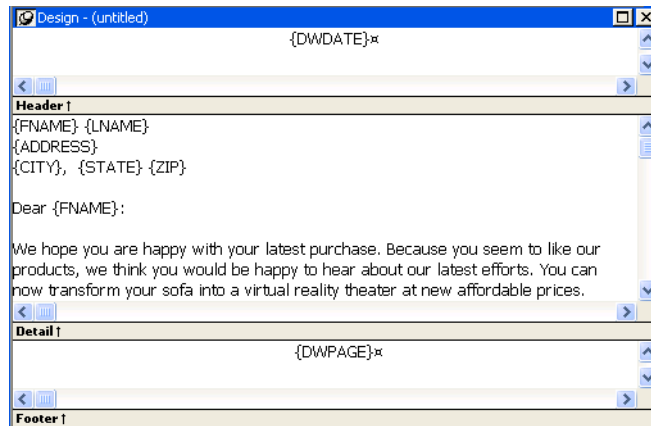 Design - (untitled)
{DWDATE}¤
Header ↑
{FNAME} {LNAME}
{ADDRESS}
{CITY}, {STATE} {ZIP}
Dear {FNAME}:
We hope you are happy with your latest purchase. Because you seem to like our
products, we think you would be happy to hear about our latest efforts. You can
now transform your sofa into a virtual reality theater at new affordable prices.
Detail ↑
{DWPAGE}¤
Footer ↑